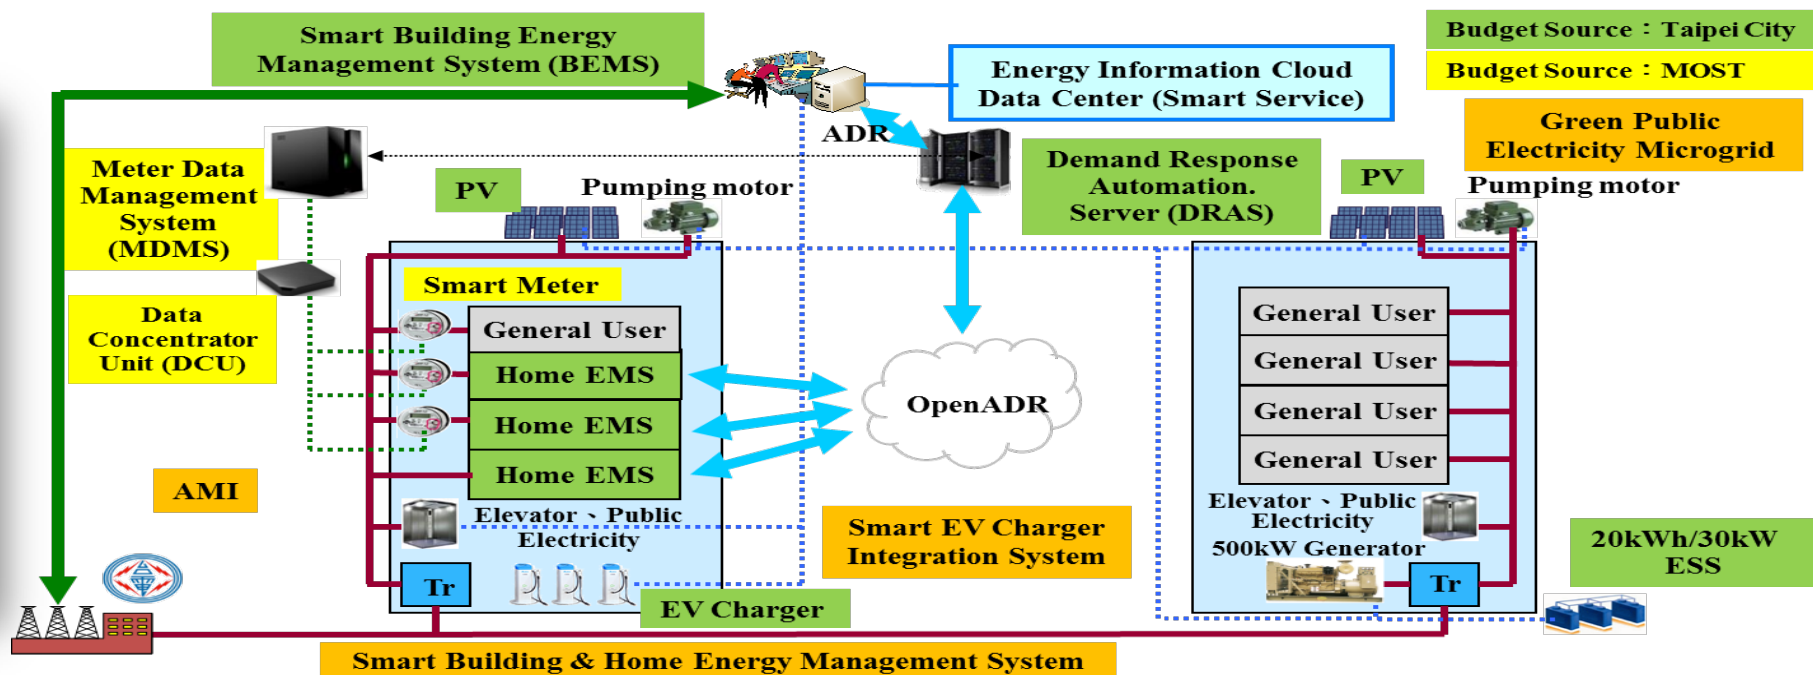 Smart Building Energy
Management System (BEMS)
Energy Information Cloud
Data Center (Smart Service)
Budget Source：Taipei City
Budget Source：MOST
Green Public
Electricity Microgrid
ADR
Meter Data
Management
System
(MDMS)
PV
Pumping motor
Demand Response
Automation.
Server (DRAS)
PV
Pumping motor
Data
Concentrator
Unit (DCU)
Smart Meter
General User
Home EMS
Home EMS
Home EMS
OpenADR
General User
General User
General User
General User
AMI
Elevator、Public
Electricity
Smart EV Charger
Integration System
Elevator、Public
Electricity
500kW Generator
20kWh/30kW
ESS
Tr
EV Charger
Tr
Smart Building & Home Energy Management System